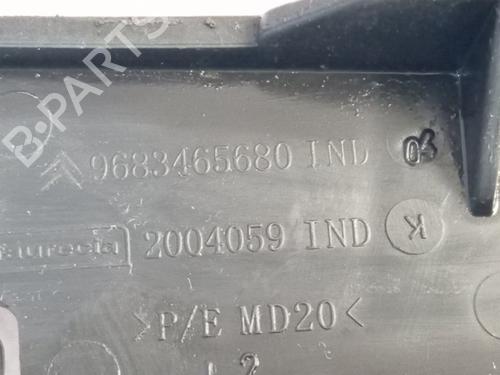 B-PARTS
9683465680 IND 04
faurecia 2004059 IND K
>P/E MD20<